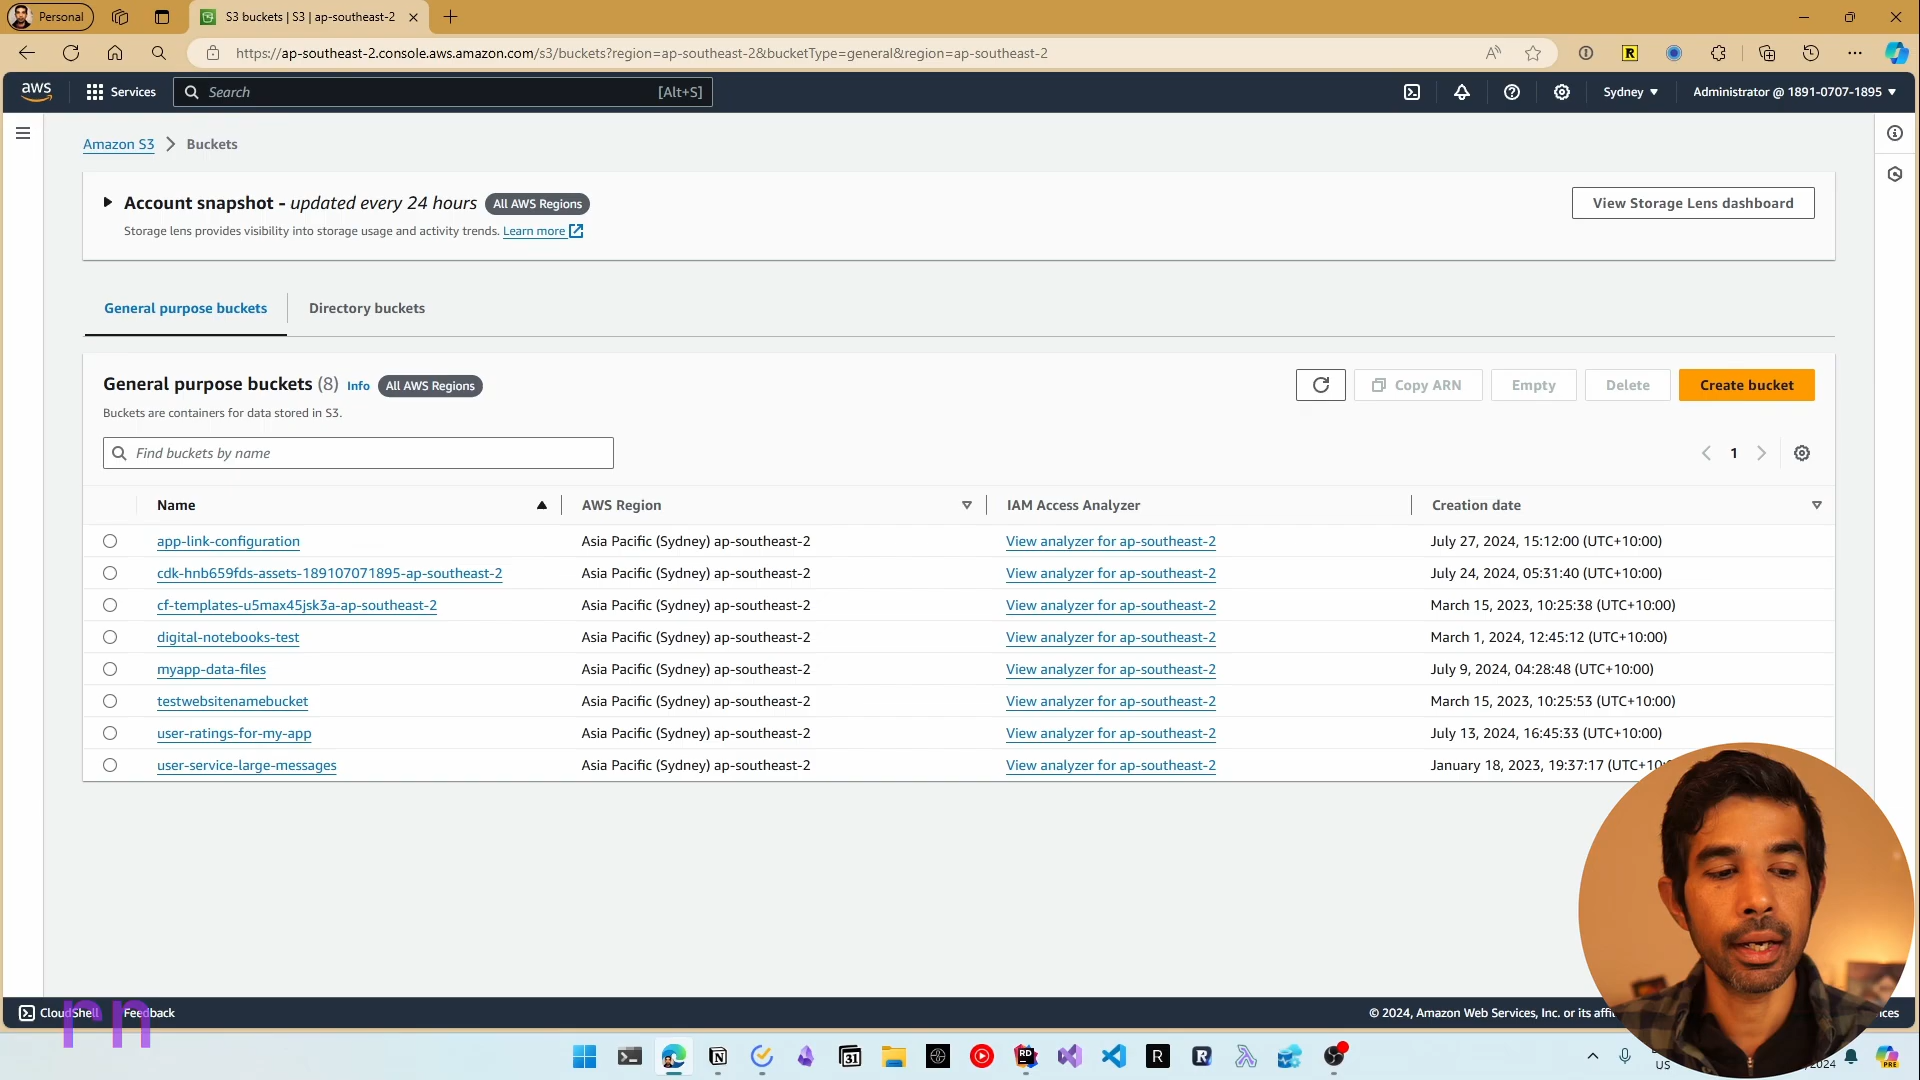 Personal
S3 buckets | S3 | ap-southeast-2
https://ap-southeast-2.console.aws.amazon.com/s3/buckets?region=ap-southeast-2&bucketType=general&region=ap-southeast-2
aws Services Search [Alt+S] Sydney Administrator @ 1891-0707-1895
Amazon S3 Buckets
Account snapshot - updated every 24 hours All AWS Regions
View Storage Lens dashboard
Storage lens provides visibility into storage usage and activity trends. Learn more
General purpose buckets Directory buckets
General purpose buckets (8) Info All AWS Regions
Copy ARN Empty Delete Create bucket
Buckets are containers for data stored in S3.
Find buckets by name
1
Name AWS Region IAM Access Analyzer Creation date
app-link-configuration Asia Pacific (Sydney) ap-southeast-2 View analyzer for ap-southeast-2 July 27, 2024, 15:12:00 (UTC+10:00)
cdk-hnb659fds-assets-189107071895-ap-southeast-2 Asia Pacific (Sydney) ap-southeast-2 View analyzer for ap-southeast-2 July 24, 2024, 05:31:40 (UTC+10:00)
cf-templates-u5max45jsk3a-ap-southeast-2 Asia Pacific (Sydney) ap-southeast-2 View analyzer for ap-southeast-2 March 15, 2023, 10:25:38 (UTC+10:00)
digital-notebooks-test Asia Pacific (Sydney) ap-southeast-2 View analyzer for ap-southeast-2 March 1, 2024, 12:45:12 (UTC+10:00)
myapp-data-files Asia Pacific (Sydney) ap-southeast-2 View analyzer for ap-southeast-2 July 9, 2024, 04:28:48 (UTC+10:00)
testwebsitenamebucket Asia Pacific (Sydney) ap-southeast-2 View analyzer for ap-southeast-2 March 15, 2023, 10:25:53 (UTC+10:00)
user-ratings-for-my-app Asia Pacific (Sydney) ap-southeast-2 View analyzer for ap-southeast-2 July 13, 2024, 16:45:33 (UTC+10:00)
user-service-large-messages Asia Pacific (Sydney) ap-southeast-2 View analyzer for ap-southeast-2 January 18, 2023, 19:37:17 (UTC+10:
CloudShell Feedback
rn
© 2024, Amazon Web Services, Inc. or its
31
RD
R
R
US
2024
PRE